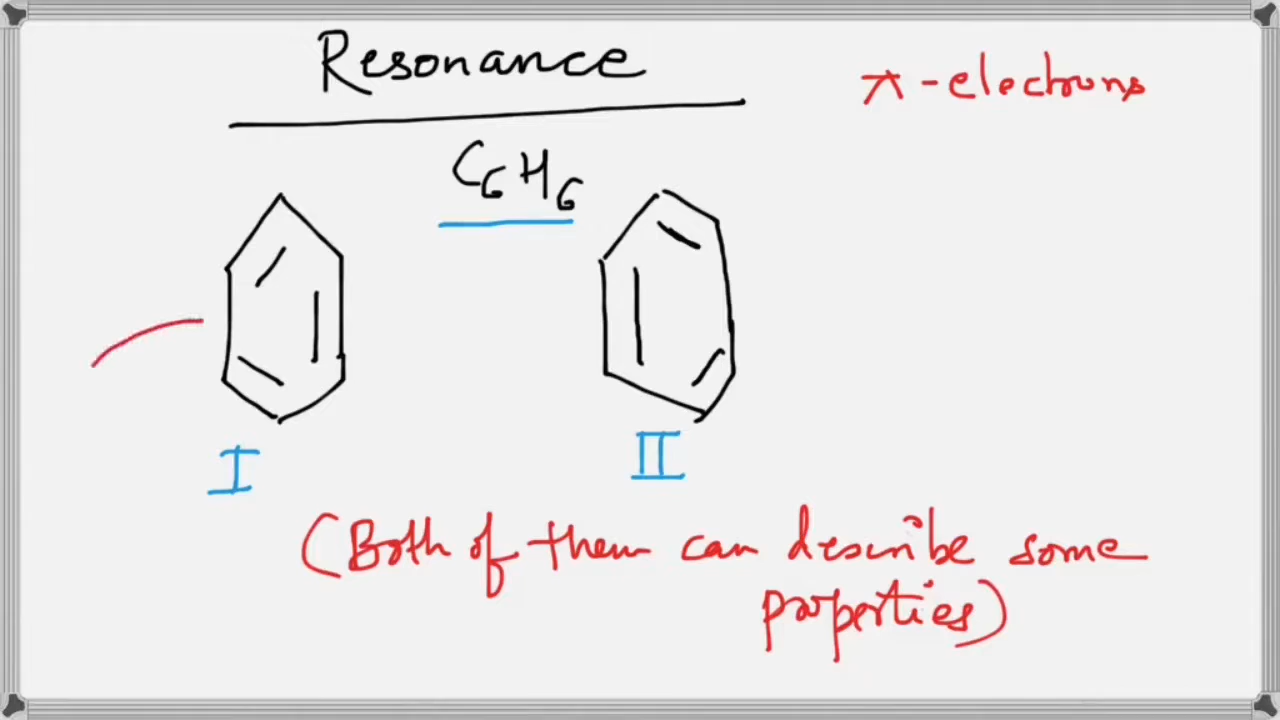 Resonance
π-electrons
C6H6
I
II
(Both of them can describe some
properties)